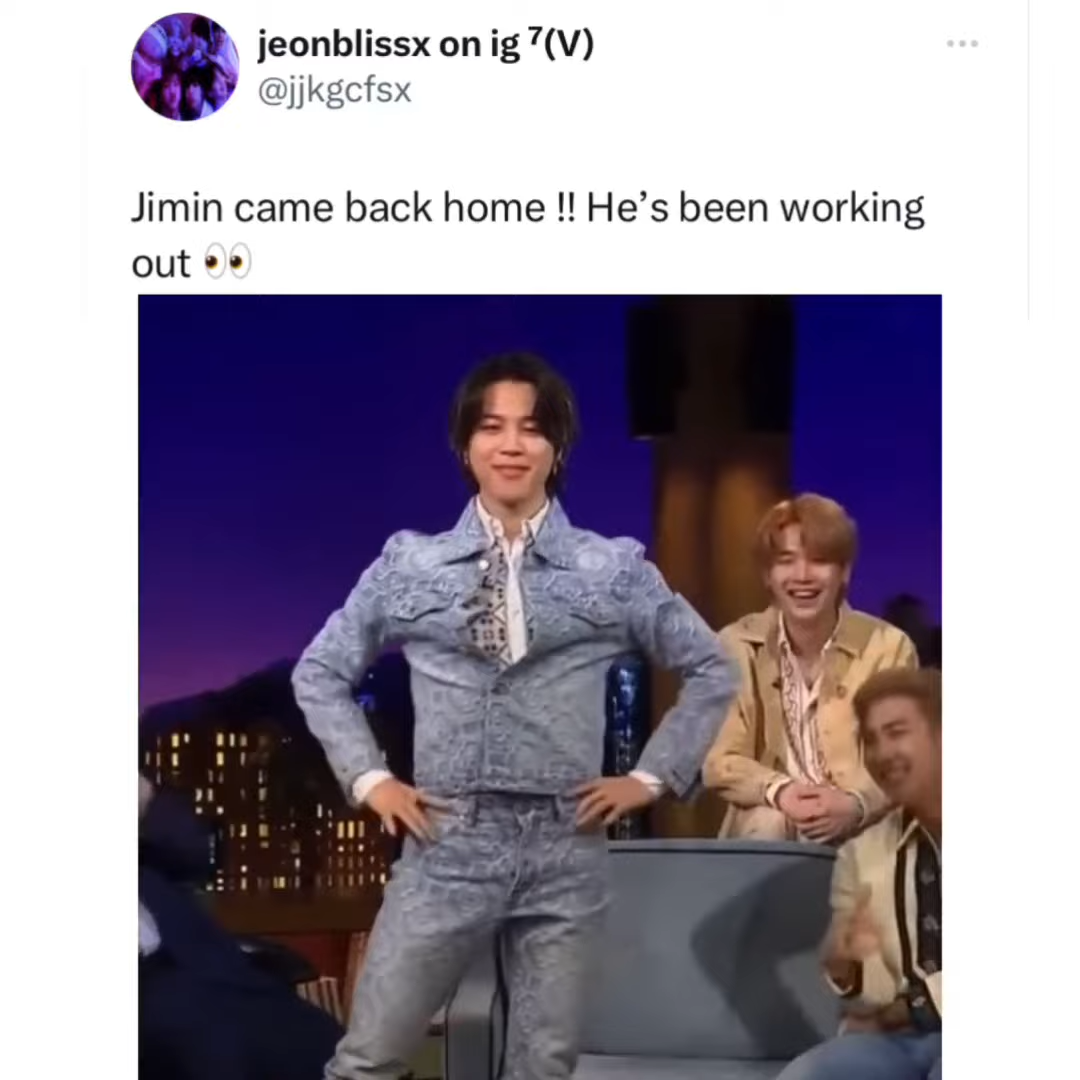 jeonblissx on ig ⁷(V)
@jjkgcfsx
Jimin came back home !! He’s been working
out 👀